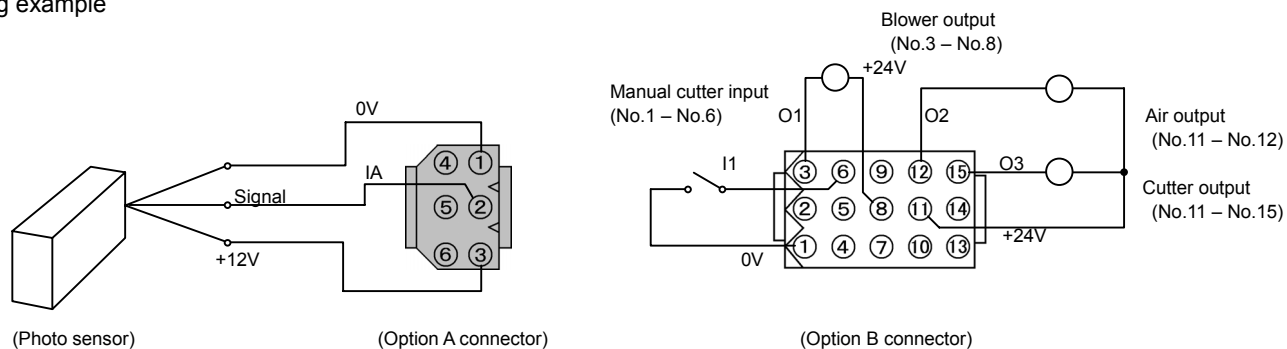 g example
0V
IA
Signal
+12V
④ ①
⑤ ②
⑥ ③
(Photo sensor)
(Option A connector)
Blower output
(No.3 – No.8)
+24V
Manual cutter input
(No.1 – No.6)
O1
O2
I1
O3
Air output
(No.11 – No.12)
Cutter output
(No.11 – No.15)
③ ⑥ ⑨ ⑫ ⑮
② ⑤ ⑧ ⑪ ⑭
① ④ ⑦ ⑩ ⑬
0V
+24V
(Option B connector)